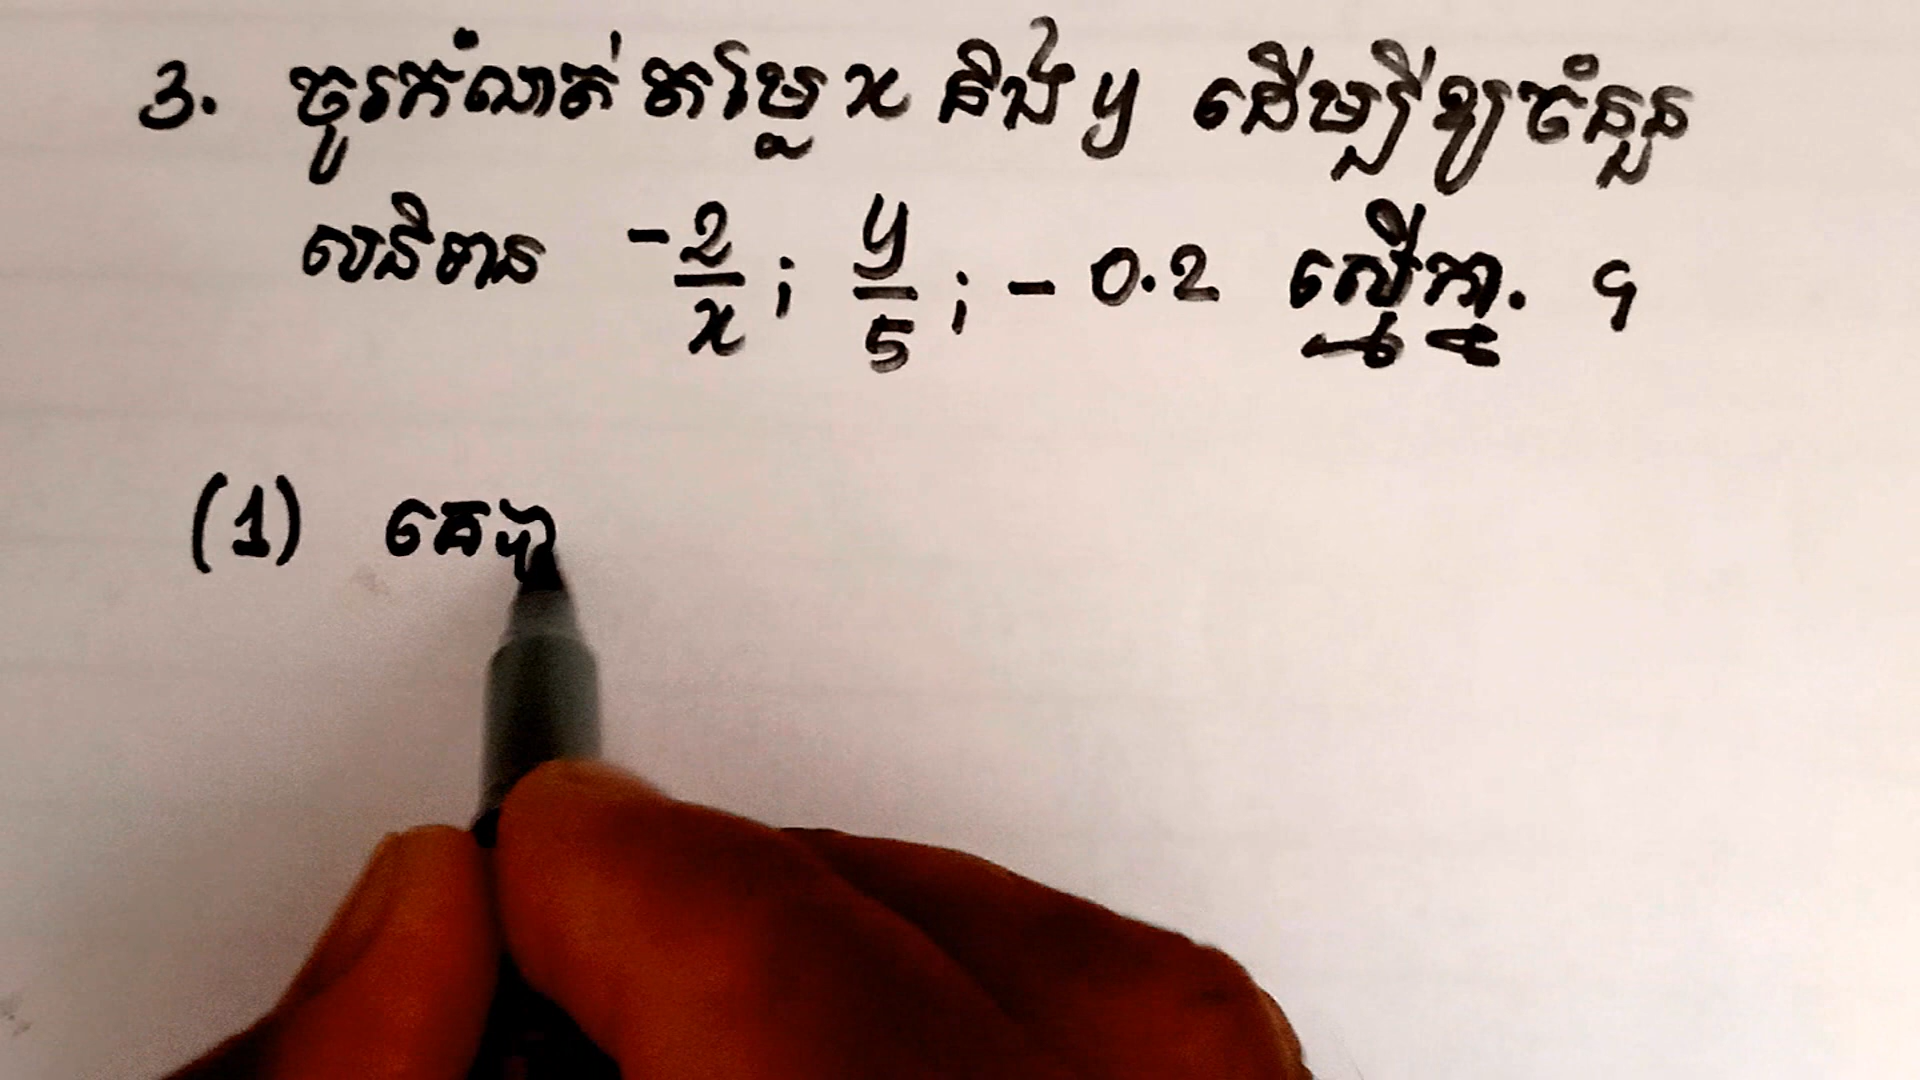 3. ចូរកំណត់តម្លៃ x និង y ដើម្បីឲ្យចំនួន
សនិទាន -2/x ; y/5 ; -0.2 ស្មើគ្នា. ។
(1) គេ